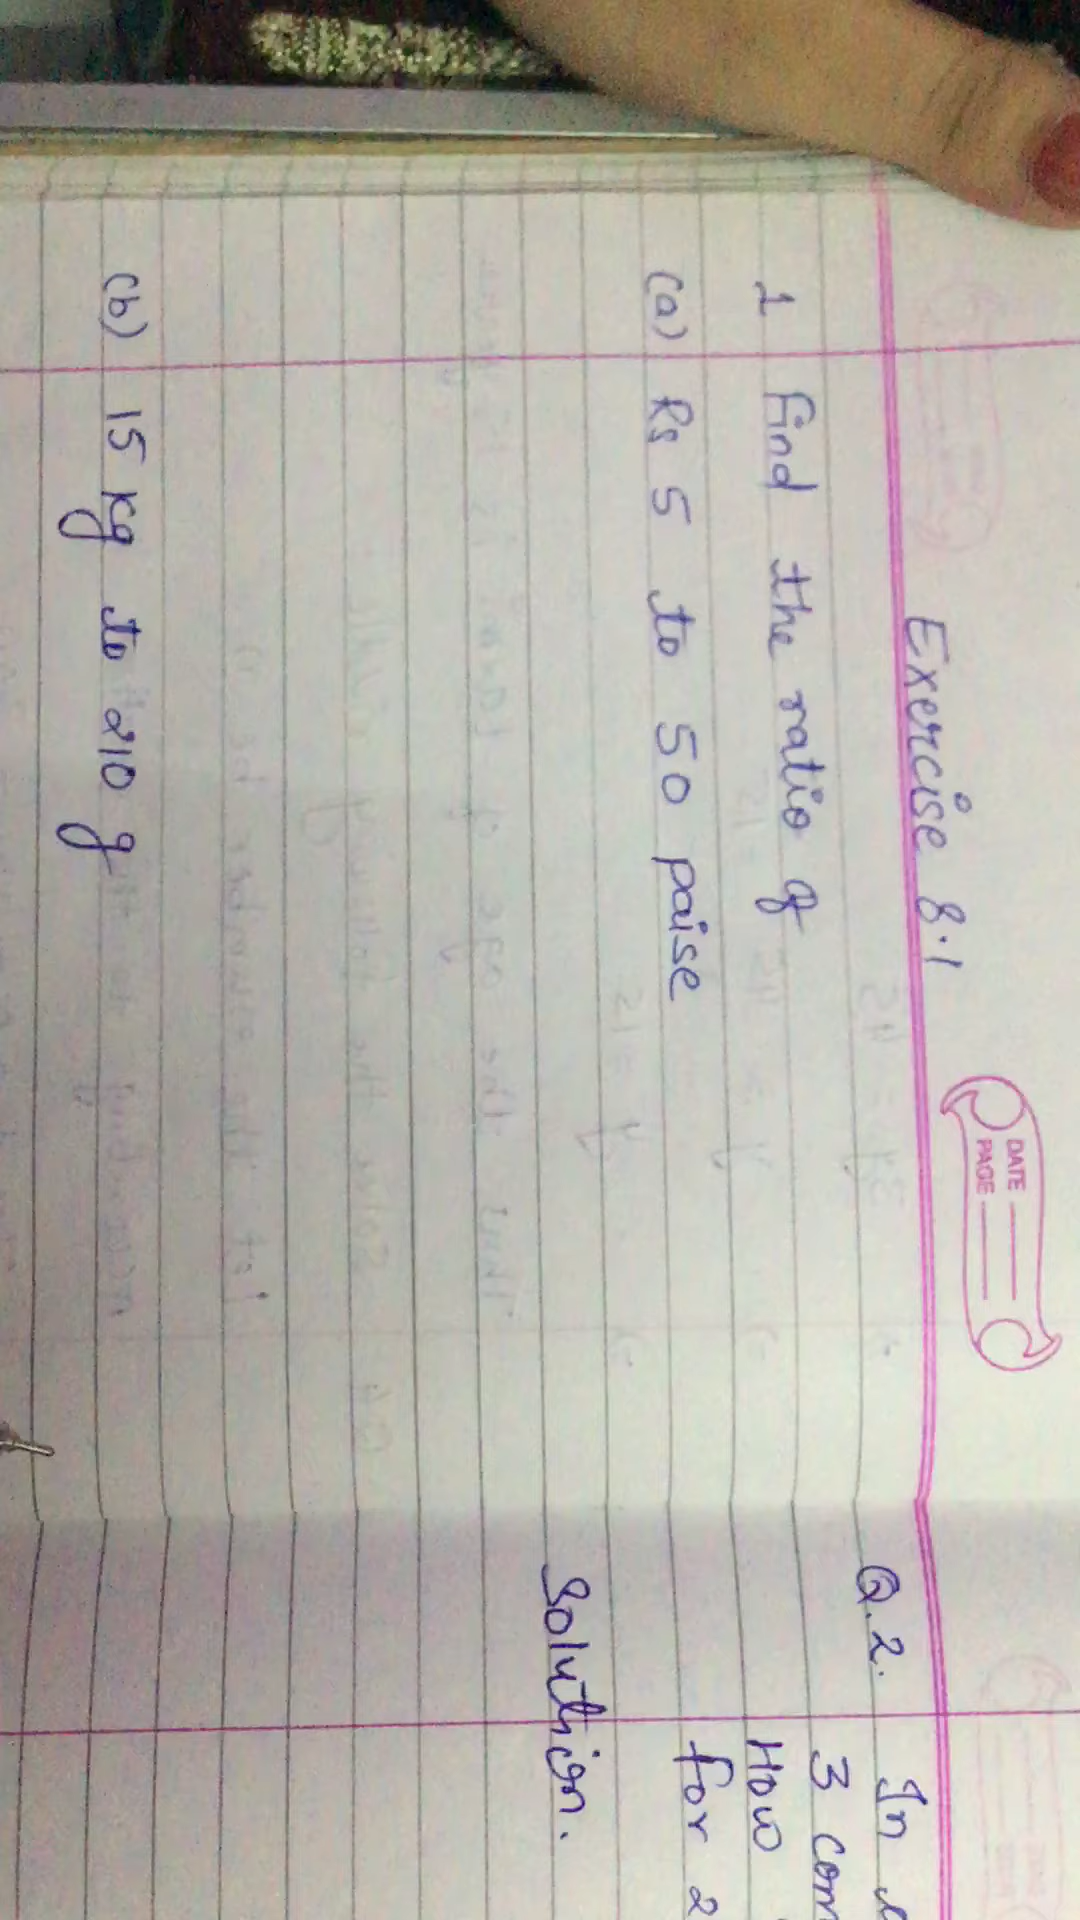 Exercise 8.1
DATE
PAGE
1 Find the ratio of
(a) Rs 5 to 50 paise
(b) 15 kg to 210 g
Q.2. In
3 com
How
for 2
Solution.